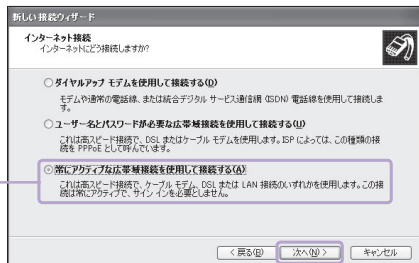 新しい接続ウィザード
インターネット接続
インターネットにどう接続しますか?
ダイヤルアップ モデムを使用して接続する(D)
モデムや通常の電話線、または統合デジタル サービス通信網 (ISDN) 電話線を使用して接続しま
す。
ユーザー名とパスワードが必要な広帯域接続を使用して接続する(U)
これは高スピード接続で、DSL またはケーブル モデムを使用します。ISP によっては、この種類の接
続を PPPoE として呼んでいます。
常にアクティブな広帯域接続を使用して接続する(A)
これは高スピード接続で、ケーブル モデム、DSL または LAN 接続のいずれかを使用します。この接
続は常にアクティブで、サイン インを必要としません。
< 戻る(B) 次へ(N) > キャンセル